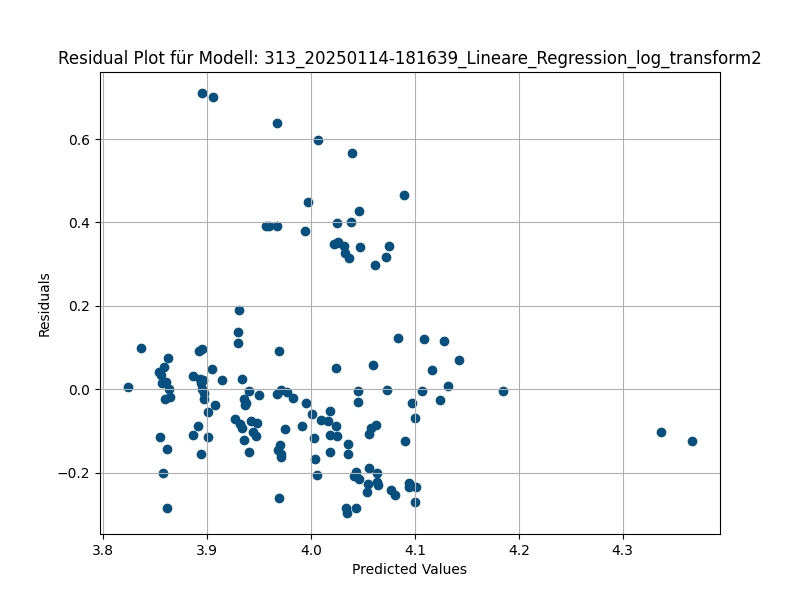 Residual Plot für Modell: 313_20250114-181639_Lineare_Regression_log_transform2
0.6
0.4
0.2
0.0
−0.2
Residuals
3.8 3.9 4.0 4.1 4.2 4.3
Predicted Values